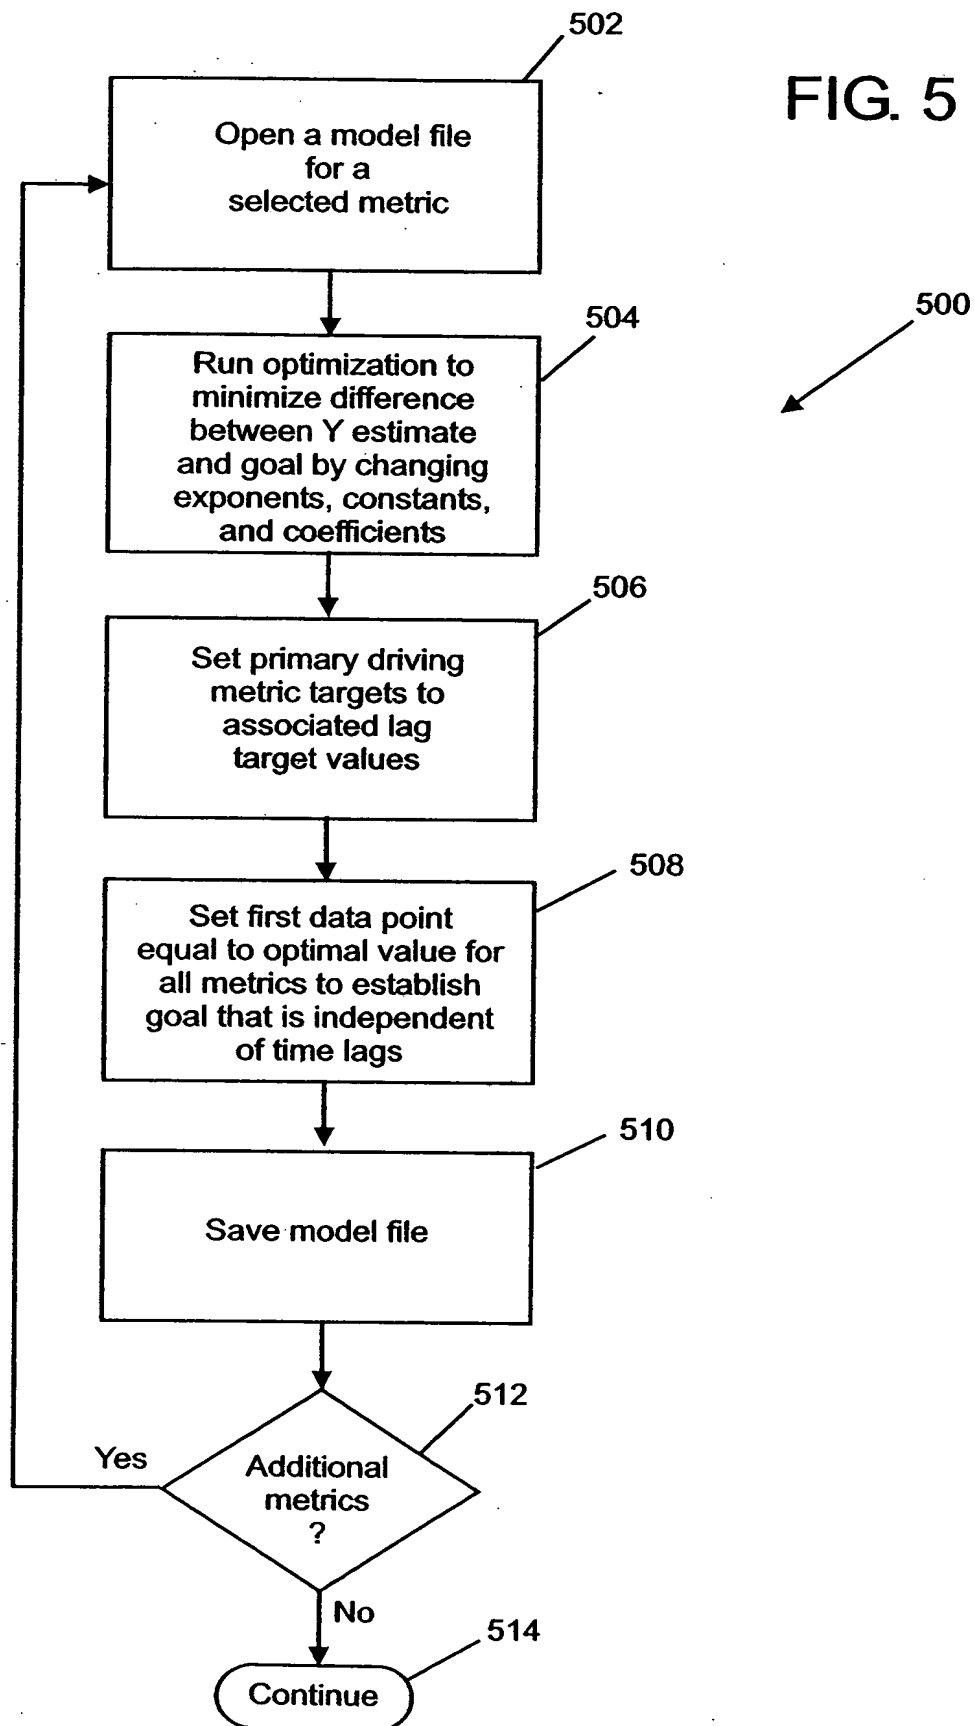 502
FIG. 5
Open a model file
for a
selected metric
500
504
Run optimization to
minimize difference
between Y estimate
and goal by changing
exponents, constants,
and coefficients
506
Set primary driving
metric targets to
associated lag
target values
508
Set first data point
equal to optimal value for
all metrics to establish
goal that is independent
of time lags
510
Save model file
512
Yes
Additional
metrics
?
No
514
Continue